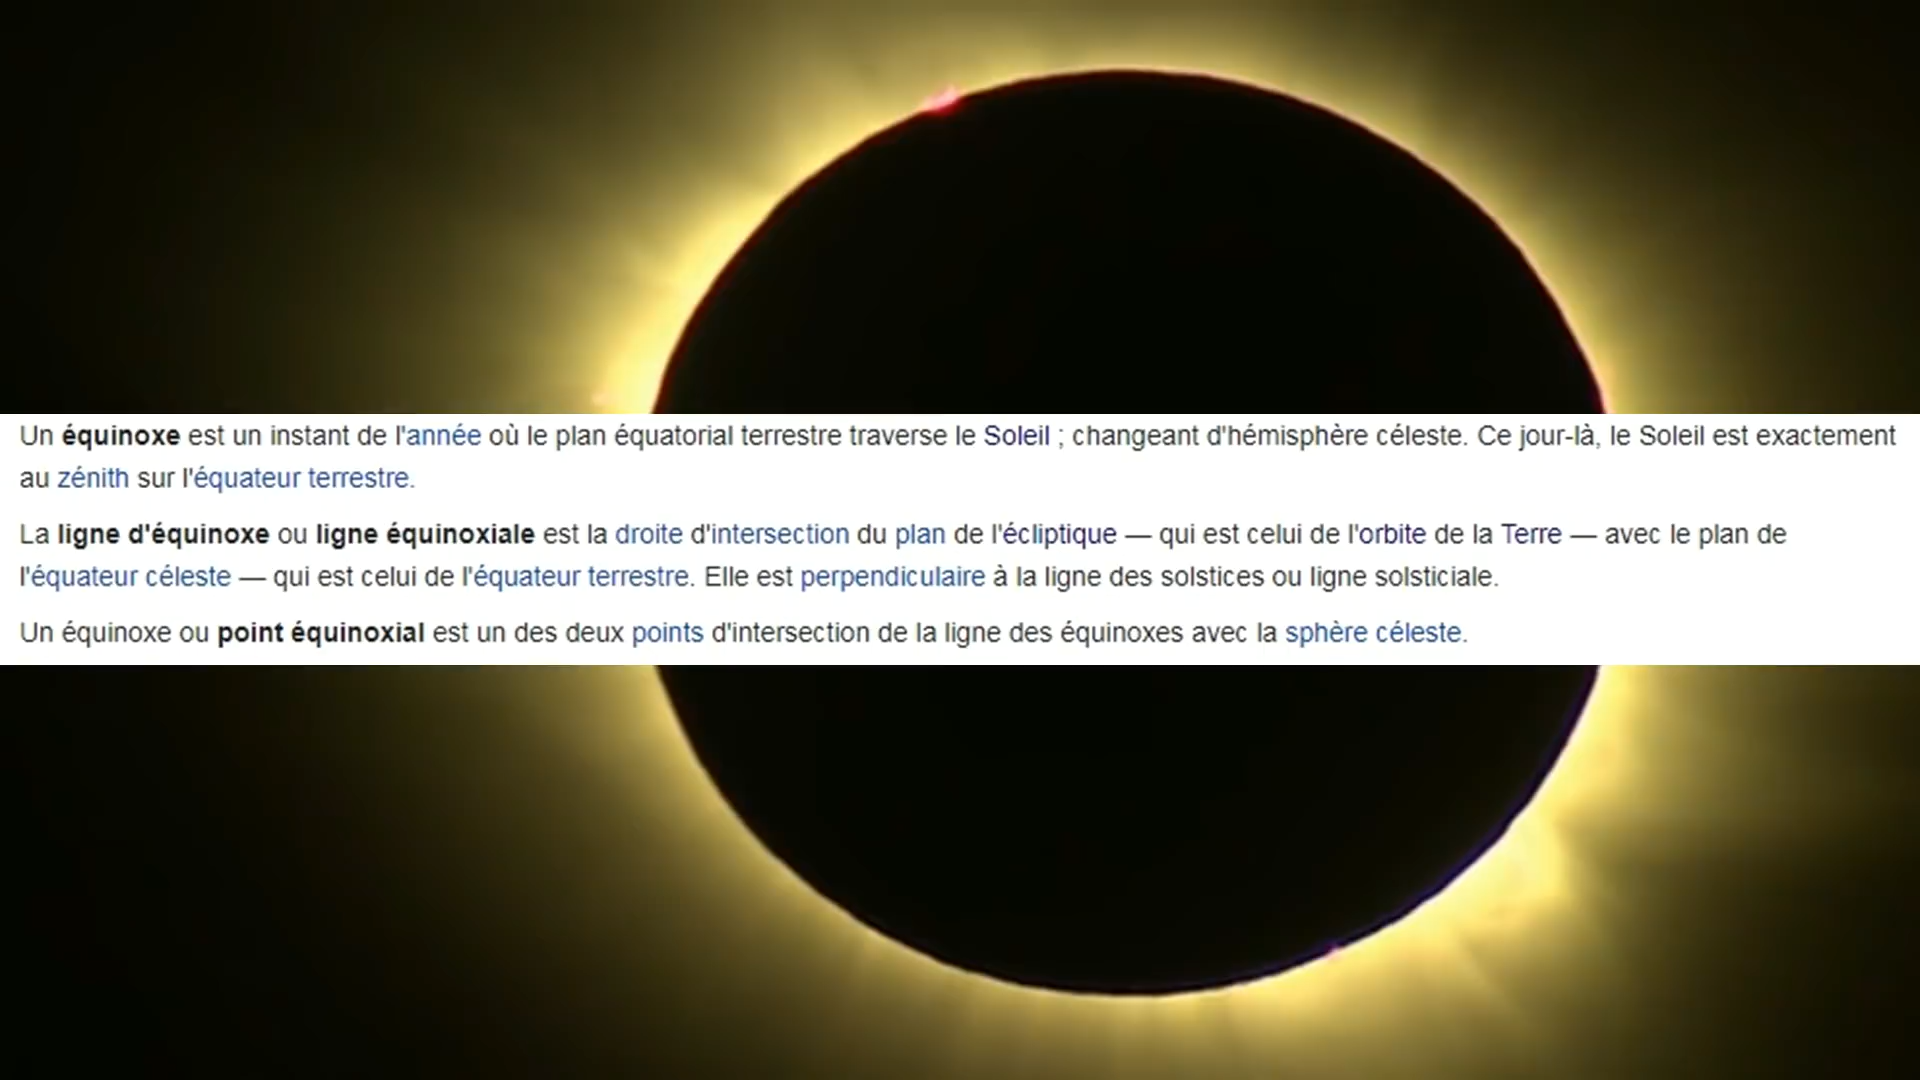 Un équinoxe est un instant de l'année où le plan équatorial terrestre traverse le Soleil ; changeant d'hémisphère céleste. Ce jour-là, le Soleil est exactement
au zénith sur l'équateur terrestre.
La ligne d'équinoxe ou ligne équinoxiale est la droite d'intersection du plan de l'écliptique — qui est celui de l'orbite de la Terre — avec le plan de
l'équateur céleste — qui est celui de l'équateur terrestre. Elle est perpendiculaire à la ligne des solstices ou ligne solsticiale.
Un équinoxe ou point équinoxial est un des deux points d'intersection de la ligne des équinoxes avec la sphère céleste.